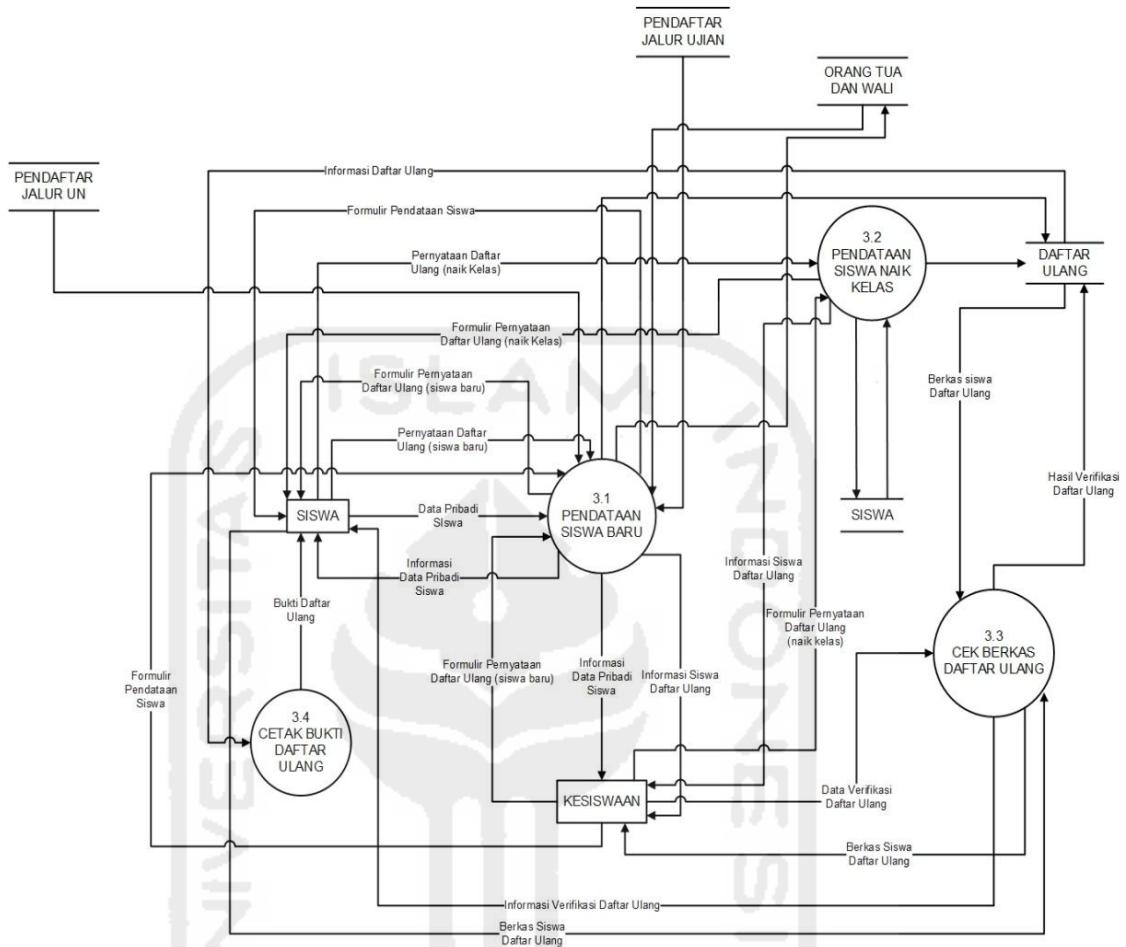 PENDAFTAR
JALUR UJIAN
ORANG TUA
DAN WALI
PENDAFTAR
JALUR UN
Informasi Daftar Ulang
Formulir Pendataan Siswa
3.2
PENDATAAN
SISWA NAIK
KELAS
DAFTAR
ULANG
Pernyataan Daftar
Ulang (naik Kelas)
Formulir Pernyataan
Daftar Ulang (naik Kelas)
Formulir Pernyataan
Daftar Ulang (siswa baru)
Berkas siswa
Daftar Ulang
Pernyataan Daftar
Ulang (siswa baru)
Hasil Verifikasi
Daftar Ulang
SISWA
Data Pribadi
SIswa
3.1
PENDATAAN
SISWA BARU
SISWA
Informasi
Data Pribadi
Siswa
Informasi Siswa
Daftar Ulang
Bukti Daftar
Ulang
Formulir Pernyataan
Daftar Ulang
(naik kelas)
3.3
CEK BERKAS
DAFTAR ULANG
Formulir
Pendataan
Siswa
Formulir Pernyataan
Daftar Ulang (siswa baru)
Informasi
Data Pribadi
Siswa
Informasi Siswa
Daftar Ulang
3.4
CETAK BUKTI
DAFTAR
ULANG
KESISWAAN
Data Verifikasi
Daftar Ulang
Berkas Siswa
Daftar Ulang
Informasi Verifikasi Daftar Ulang
Berkas Siswa
Daftar Ulang
UNIVERSITAS
ISLAM
INDONESI